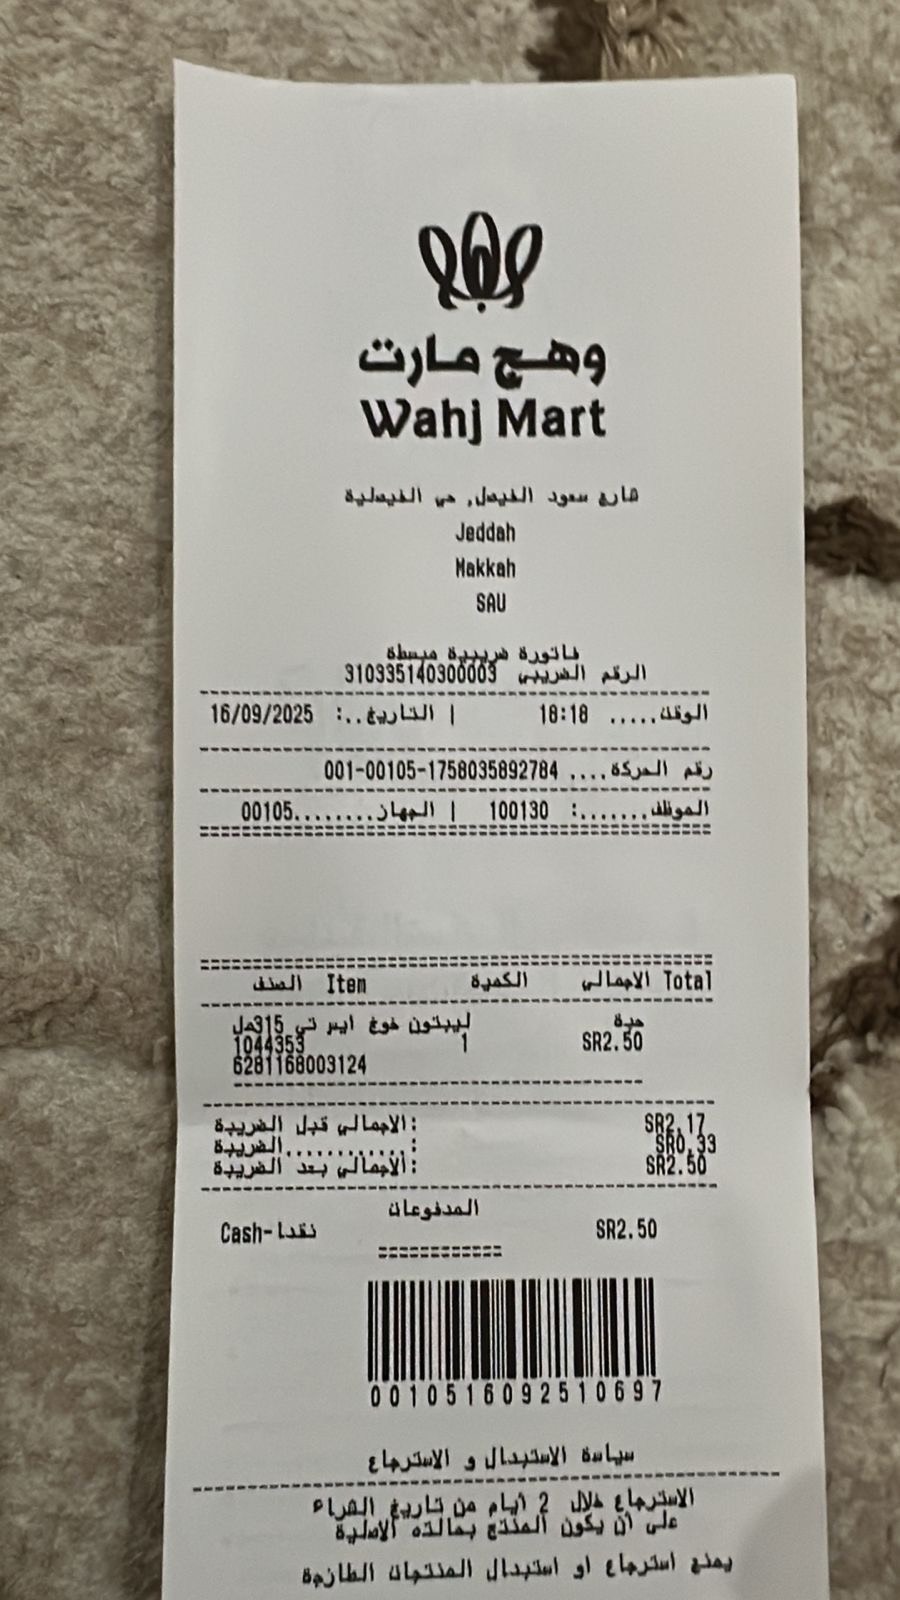 وهج مارت
Wahj Mart
شارع سعود الفيصل, حي الفيصلية
Jeddah
Makkah
SAU
فاتورة ضريبية مبسطة
الرقم الضريبي 310335140300003
الوقت..... 18:18 | التاريخ..: 16/09/2025
رقم الحركة.... 001-00105-1758035892784
الموظف.......: 100130 | الجهاز........00105
الصنف Item الكمية الاجمالي Total
ليبتون خوخ ايس تي 315مل حبة
1044353 1 SR2.50
6281168003124
الاجمالي قبل الضريبة: SR2.17
الضريبة............: SR0.33
الاجمالي بعد الضريبة: SR2.50
المدفوعات
Cash-نقدا SR2.50
0010516092510697
سياسة الاستبدال و الاسترجاع
الاسترجاع خلال 2 أيام من تاريخ الشراء
على أن يكون المنتج بحالته الاصلية
يمنع استرجاع او استبدال المنتجات الطازجة